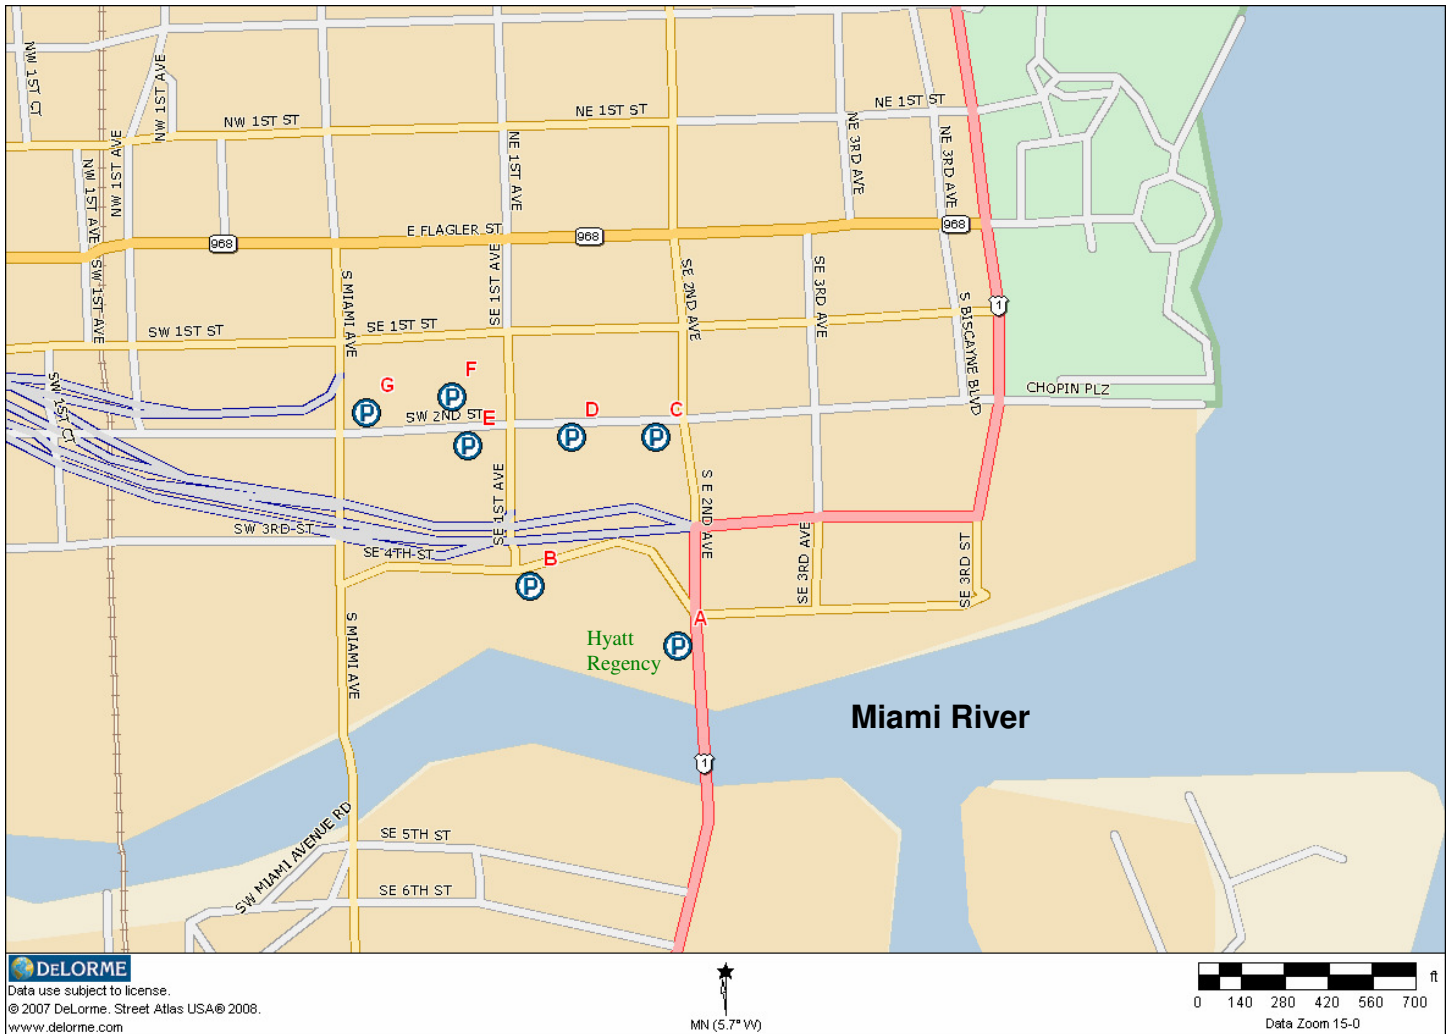 NW 1ST CT
NW 1ST AVE
NW 1ST ST
NE 1ST ST
NE 1ST ST
NW 1ST AVE
NW 1ST AVE
NE 1ST AVE
NE 3RD AVE
NE 3RD AVE
968
E FLAGLER ST
968
968
SW 1ST AVE
S MIAMI AVE
SE 1ST AVE
SE 2ND AVE
SE 3RD AVE
S BISCAYNE BLVD
1
SW 1ST ST
SE 1ST ST
SW 1ST CT
G
P
F
P
SW 2ND ST
E
P
D
P
C
P
CHOPIN PLZ
SE 1ST AVE
S E 2ND AVE
SW 3RD ST
SE 4TH ST
B
P
SE 3RD AVE
SE 3RD ST
A
P
Hyatt
Regency
S MIAMI AVE
Miami River
1
SW MIAMI AVENUE RD
SE 5TH ST
SE 6TH ST
DELORME
Data use subject to license.
© 2007 DeLorme. Street Atlas USA® 2008.
www.delorme.com
MN (5.7° W)
ft
0 140 280 420 560 700
Data Zoom 15-0